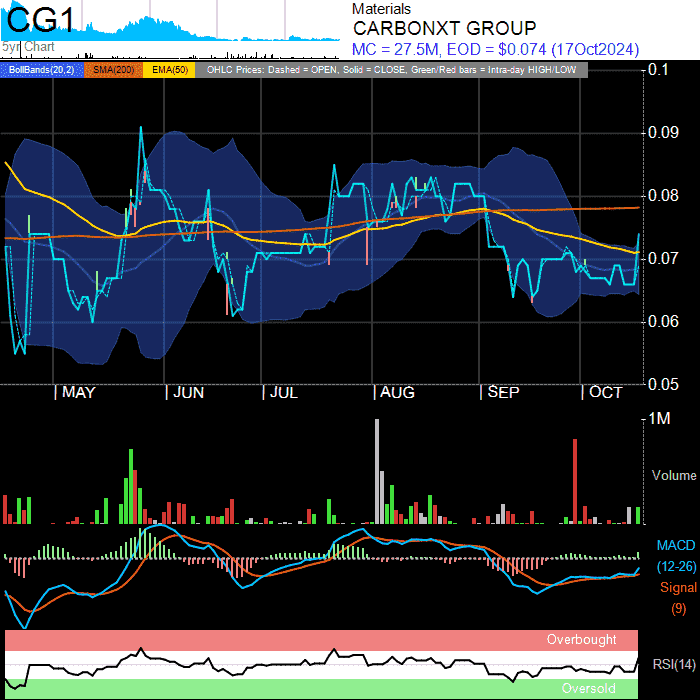 CG1
5yr Chart
Materials
CARBONXT GROUP
MC = 27.5M, EOD = $0.074 (17Oct2024)
BollBands(20,2) SMA(200) EMA(50) OHLC Prices: Dashed = OPEN, Solid = CLOSE, Green/Red bars = Intra-day HIGH/LOW
0.1
0.09
0.08
0.07
0.06
0.05
MAY JUN JUL AUG SEP OCT
1M
Volume
MACD
(12-26)
Signal
(9)
Overbought
RSI(14)
Oversold